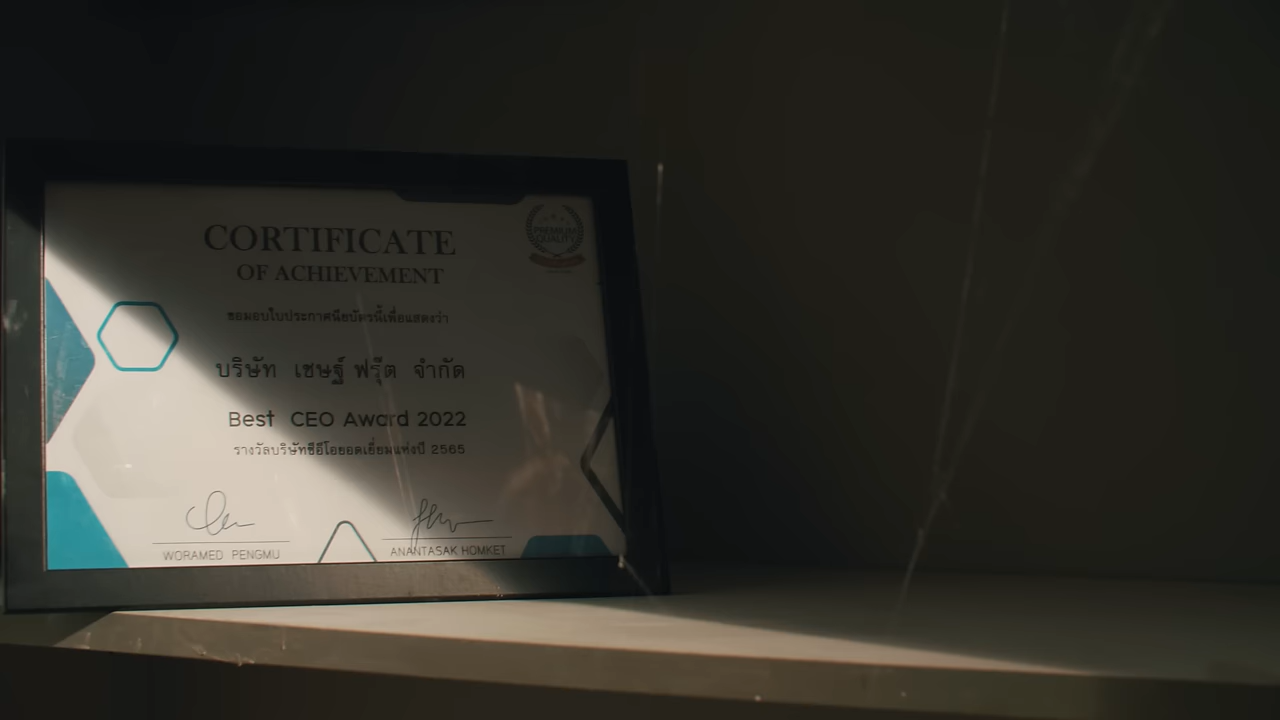 CORTIFICATE
OF ACHIEVEMENT
PREMIUM
QUALITY
ขอมอบใบประกาศนียบัตรนี้เพื่อแสดงว่า
บริษัท เชษฐ์ ฟรุ๊ต จำกัด
Best CEO Award 2022
รางวัลบริษัทซีอีโอยอดเยี่ยมแห่งปี 2565
WORAMED PENGMU
ANANTASAK HOMKET